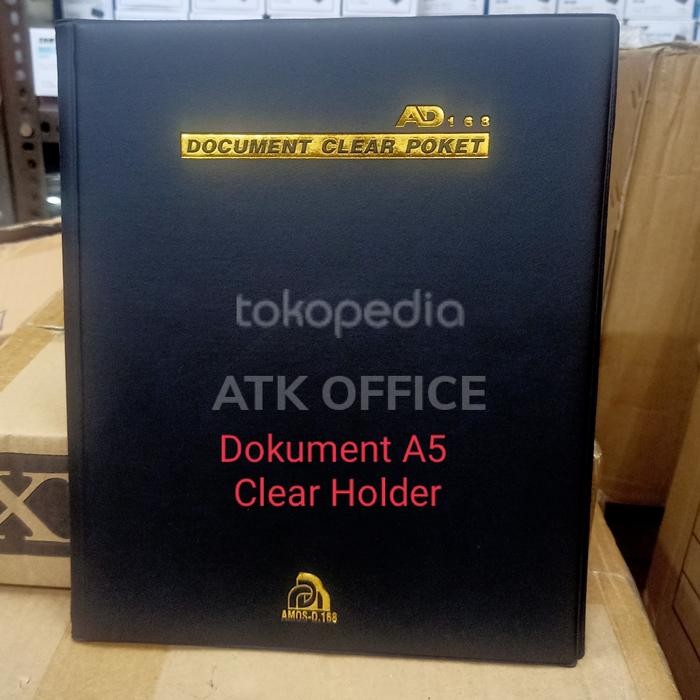 AD 168
DOCUMENT CLEAR POKET
tokopedia
ATK OFFICE
Dokument A5
Clear Holder
AMOS-D.168
X